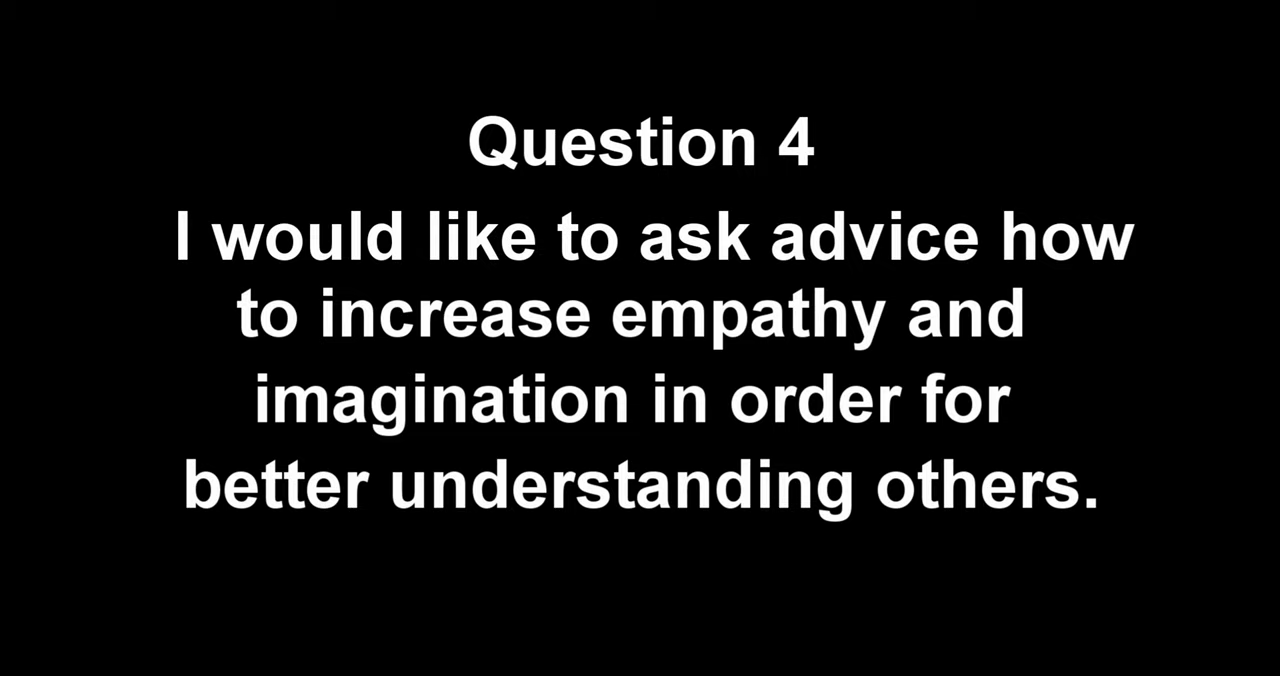 Question 4
I would like to ask advice how
to increase empathy and
imagination in order for
better understanding others.